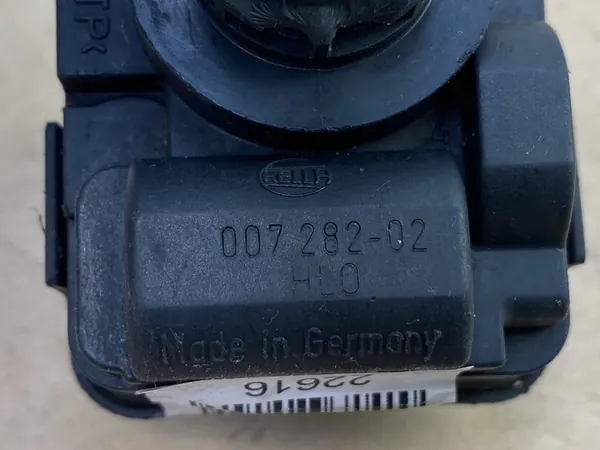 HELLA
007 282-02
HLO
Made in Germany
22616